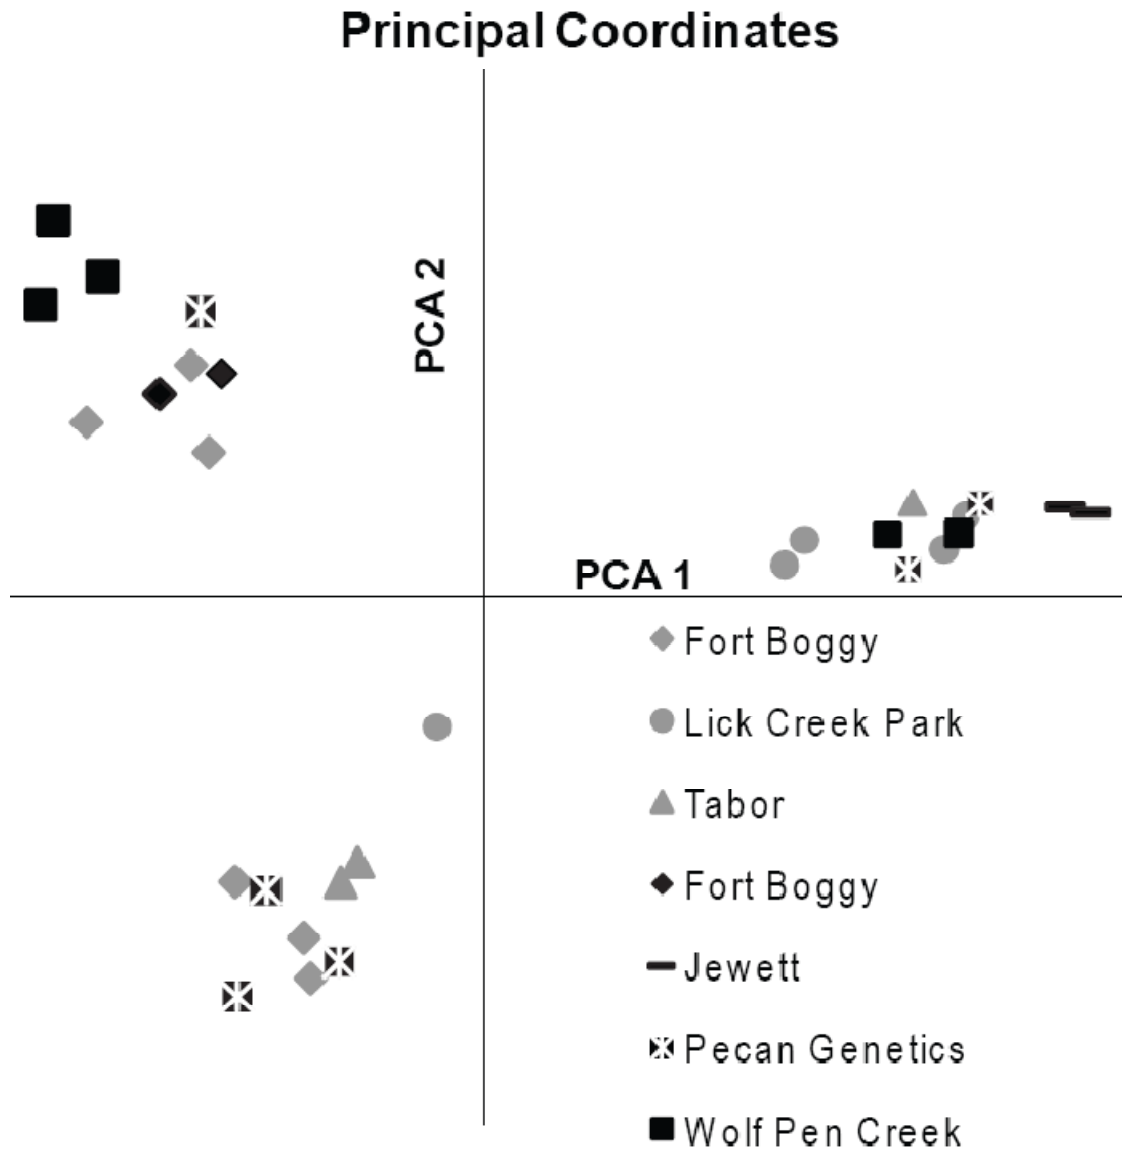 Principal Coordinates
PCA 2
PCA 1
Fort Boggy
Lick Creek Park
Tabor
Fort Boggy
Jewett
Pecan Genetics
Wolf Pen Creek